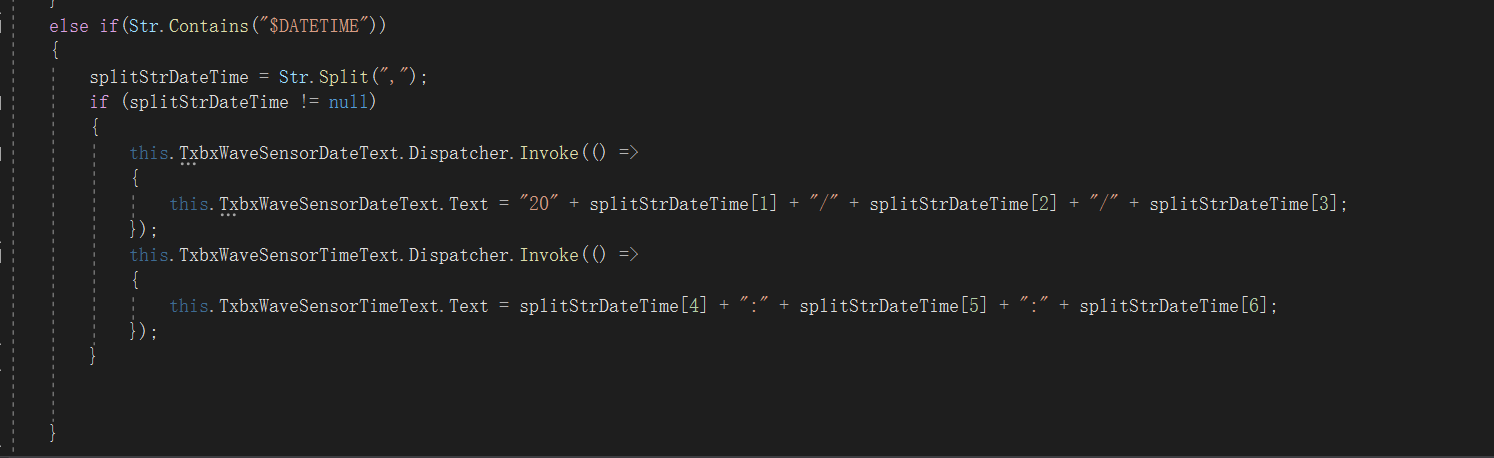 }
else if(Str.Contains("$DATETIME"))
{
splitStrDateTime = Str.Split(",");
if (splitStrDateTime != null)
{
this.TxbxWaveSensorDateText.Dispatcher.Invoke(() =>
{
this.TxbxWaveSensorDateText.Text = "20" + splitStrDateTime[1] + "/" + splitStrDateTime[2] + "/" + splitStrDateTime[3];
});
this.TxbxWaveSensorTimeText.Dispatcher.Invoke(() =>
{
this.TxbxWaveSensorTimeText.Text = splitStrDateTime[4] + ":" + splitStrDateTime[5] + ":" + splitStrDateTime[6];
});
}
}